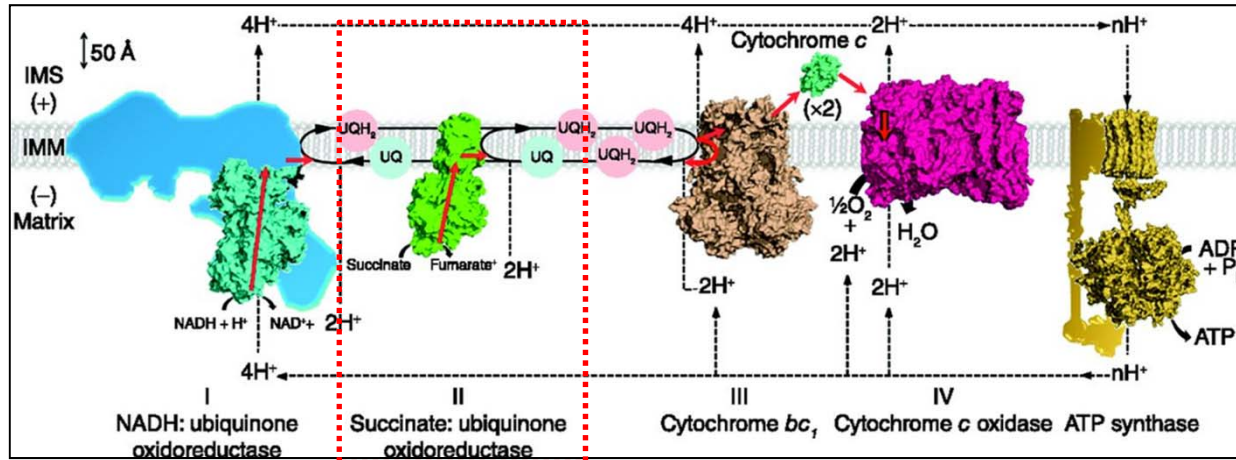 4H⁺
4H⁺
2H⁺
nH⁺
50 Å
Cytochrome c
IMS
(+)
(×2)
UQH₂
UQH₂
UQH₂
IMM
UQ
UQ
UQH₂
(−)
Matrix
½O₂
+
2H⁺
H₂O
Succinate
Fumarate⁺
2H⁺
ADP
+ P
2H⁺
2H⁺
NADH + H⁺
NAD⁺+
2H⁺
ATP
4H⁺
nH⁺
I
II
III
IV
NADH: ubiquinone
oxidoreductase
Succinate: ubiquinone
oxidoreductase
Cytochrome bc₁
Cytochrome c oxidase
ATP synthase